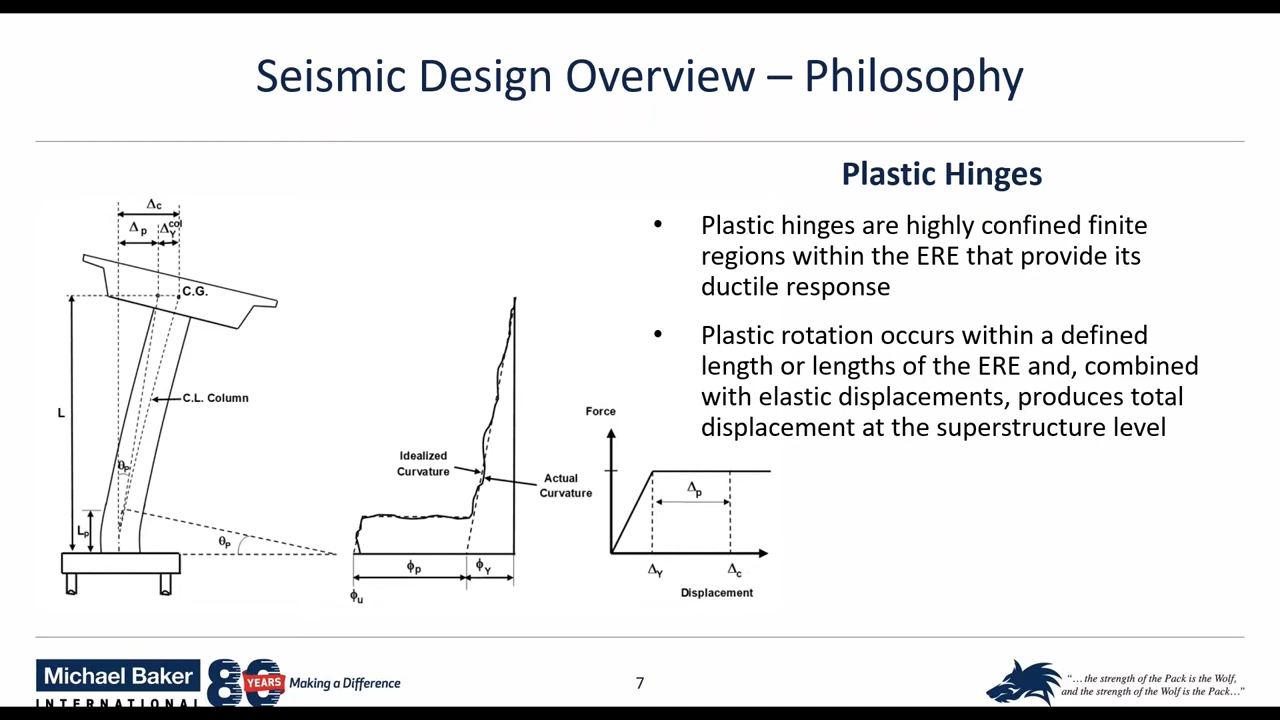 Seismic Design Overview – Philosophy
Plastic Hinges
• Plastic hinges are highly confined finite
regions within the ERE that provide its
ductile response
• Plastic rotation occurs within a defined
length or lengths of the ERE and, combined
with elastic displacements, produces total
displacement at the superstructure level
Δc
Δp Δ_Y^col
C.G.
C.L. Column
L
θP
Lp
θP
Idealized
Curvature
Actual
Curvature
ϕp ϕY
ϕu
Force
Δp
ΔY Δc
Displacement
Michael Baker
INTERNATIONAL
80 YEARS Making a Difference
7
“…the strength of the Pack is the Wolf,
and the strength of the Wolf is the Pack…”